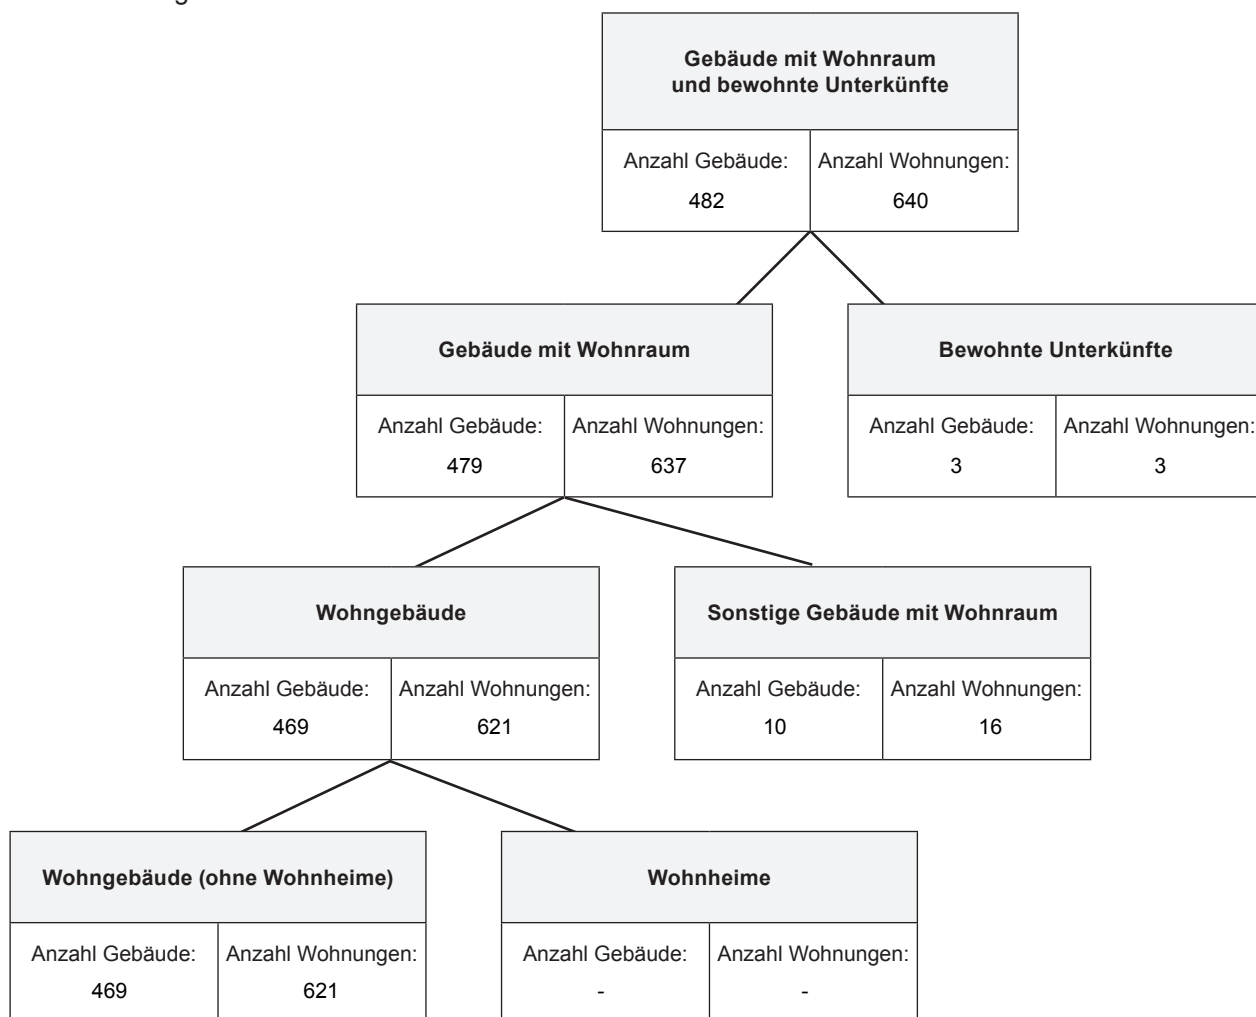 Gebäude mit Wohnraum
und bewohnte Unterkünfte
Anzahl Gebäude: Anzahl Wohnungen:
482 640
Gebäude mit Wohnraum
Anzahl Gebäude: Anzahl Wohnungen:
479 637
Bewohnte Unterkünfte
Anzahl Gebäude: Anzahl Wohnungen:
3 3
Wohngebäude
Anzahl Gebäude: Anzahl Wohnungen:
469 621
Sonstige Gebäude mit Wohnraum
Anzahl Gebäude: Anzahl Wohnungen:
10 16
Wohngebäude (ohne Wohnheime)
Anzahl Gebäude: Anzahl Wohnungen:
469 621
Wohnheime
Anzahl Gebäude: Anzahl Wohnungen:
- -